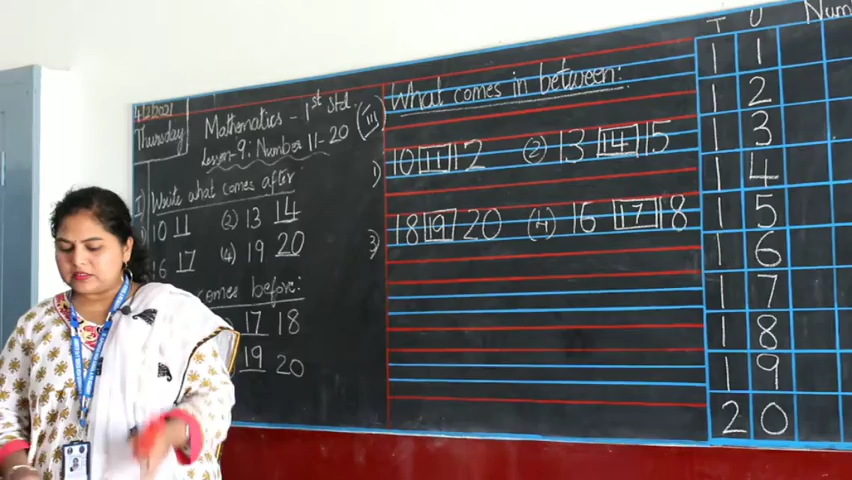 4/2/2021
Thursday
Mathematics - 1st Std
Lesson-9: Number 11-20
I) Write what comes after
10 11 (2) 13 14
16 17 (4) 19 20
comes before:
17 18
19 20
III) What comes in between:
1) 10 11 12 (2) 13 14 15
3) 18 19 20 (4) 16 17 18
T U Num
1 1
1 2
1 3
1 4
1 5
1 6
1 7
1 8
1 9
2 0